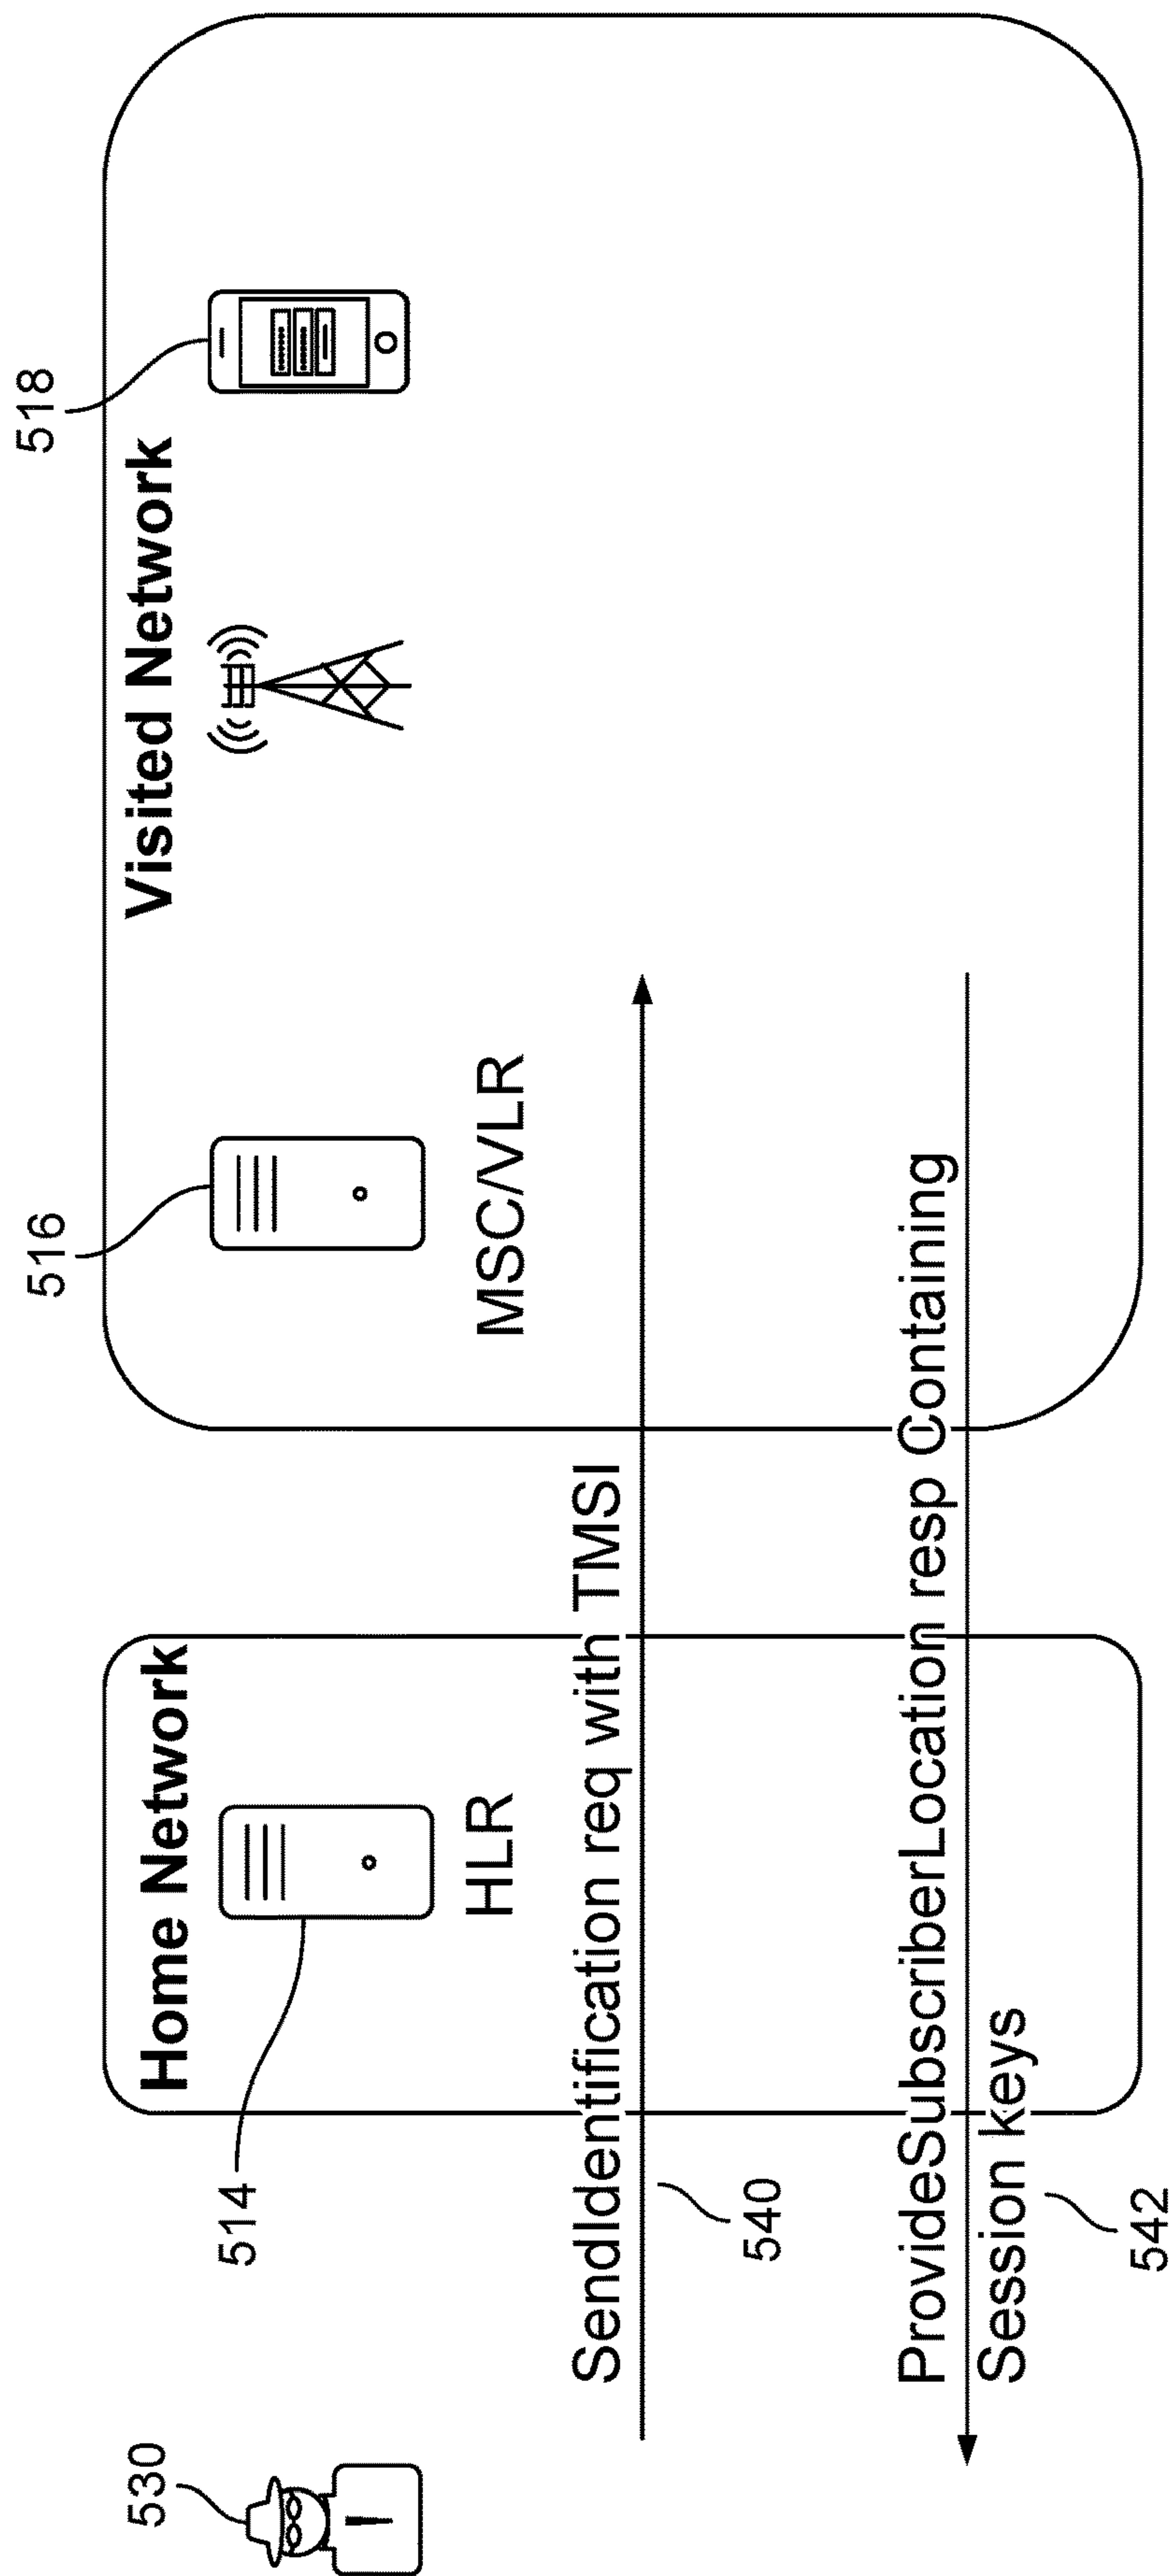 530
514
Home Network
HLR
516
MSC/VLR
Visited Network
518
SendIdentification req with TMSI
540
ProvideSubscriberLocation resp Containing
Session keys
542